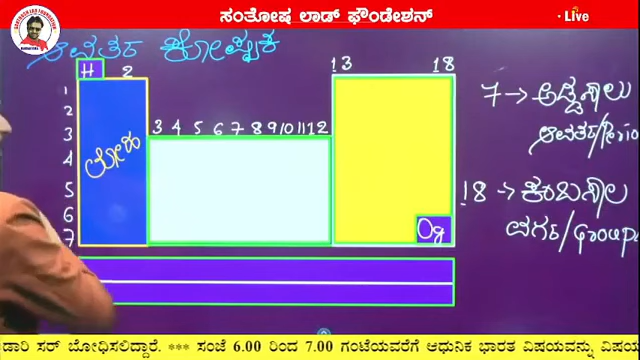 ಸಂತೋಷ ಲಾಡ್ ಫೌಂಡೇಶನ್
Live
ಆವರ್ತಕ ಕೋಷ್ಟಕ
H 2 13 18
1
2
3 3 4 5 6 7 8 9 10 11 12
4
5
6
7
ಲೋಹ
Og
7 → ಅಡ್ಡಸಾಲು
ಆವರ್ತ/Perio
18 → ಕಂಬಸಾಲ
ವರ್ಗ/Group
ಡಾರಿ ಸರ್ ಬೋಧಿಸಲಿದ್ದಾರೆ. *** ಸಂಜೆ 6.00 ರಿಂದ 7.00 ಗಂಟೆಯವರೆಗೆ ಆಧುನಿಕ ಭಾರತ ವಿಷಯವನ್ನು ವಿಷಯ